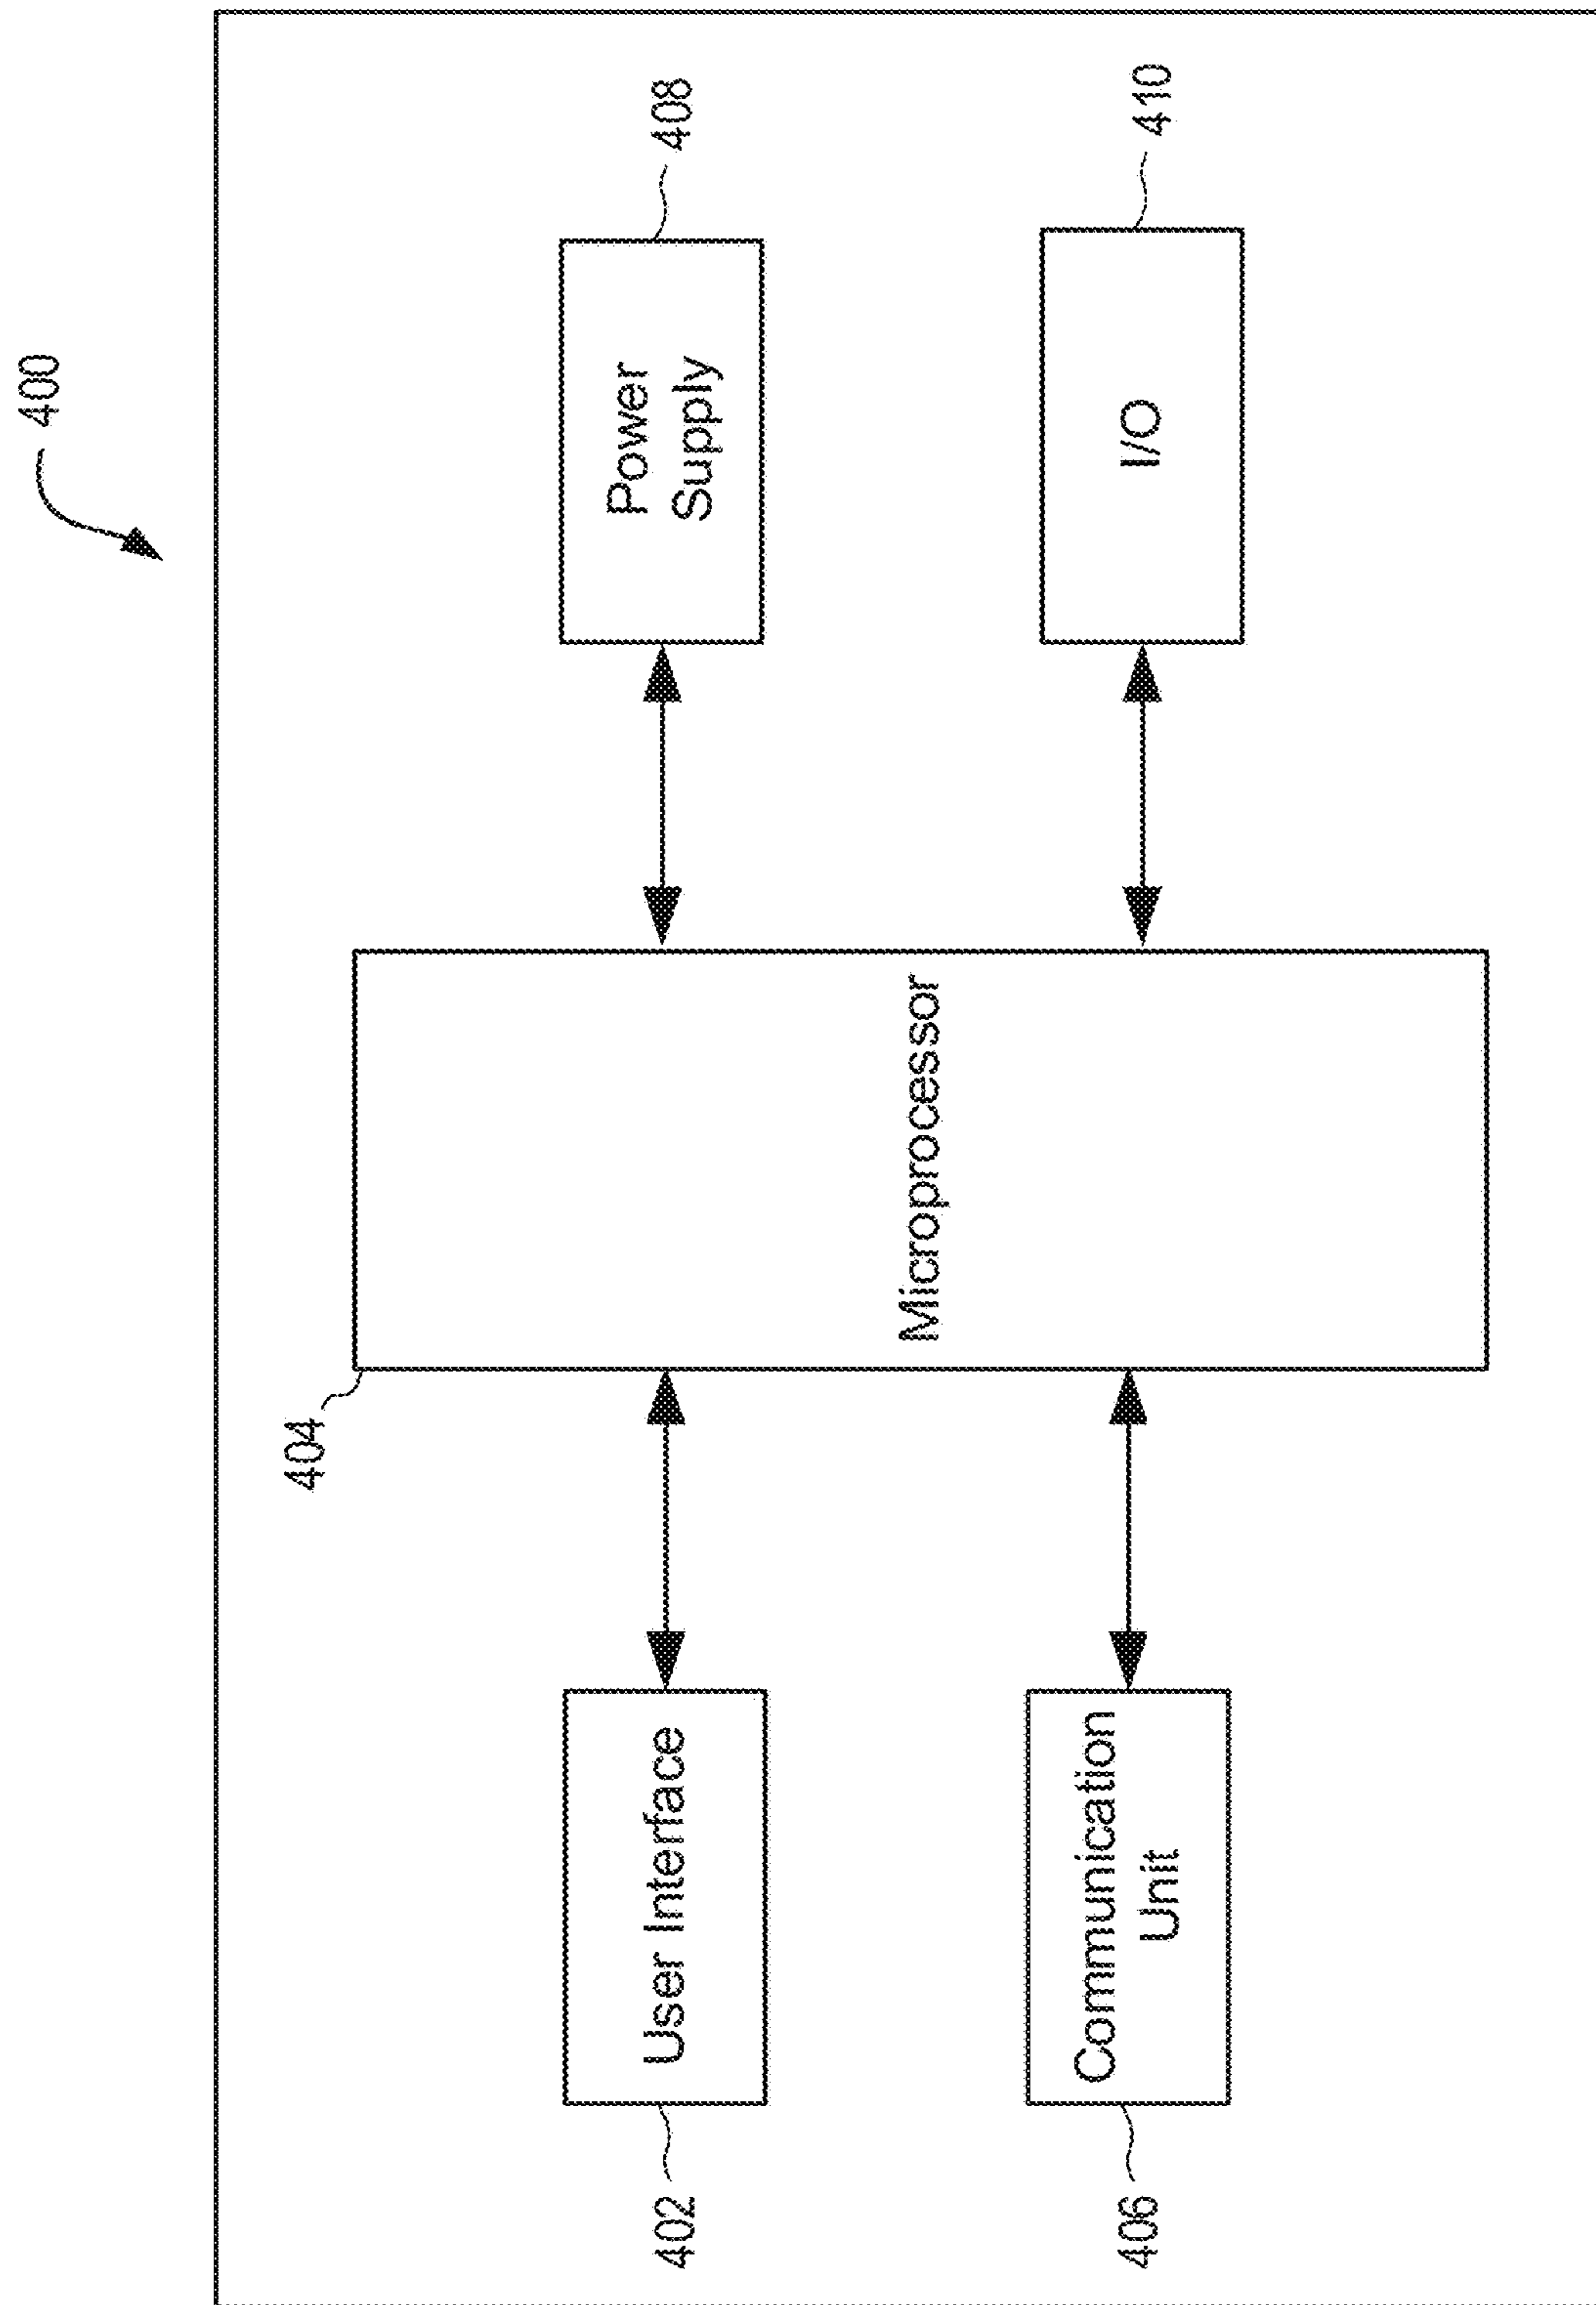 400
404
402
User Interface
Microprocessor
Power
Supply
408
406
Communication
Unit
I/O
410